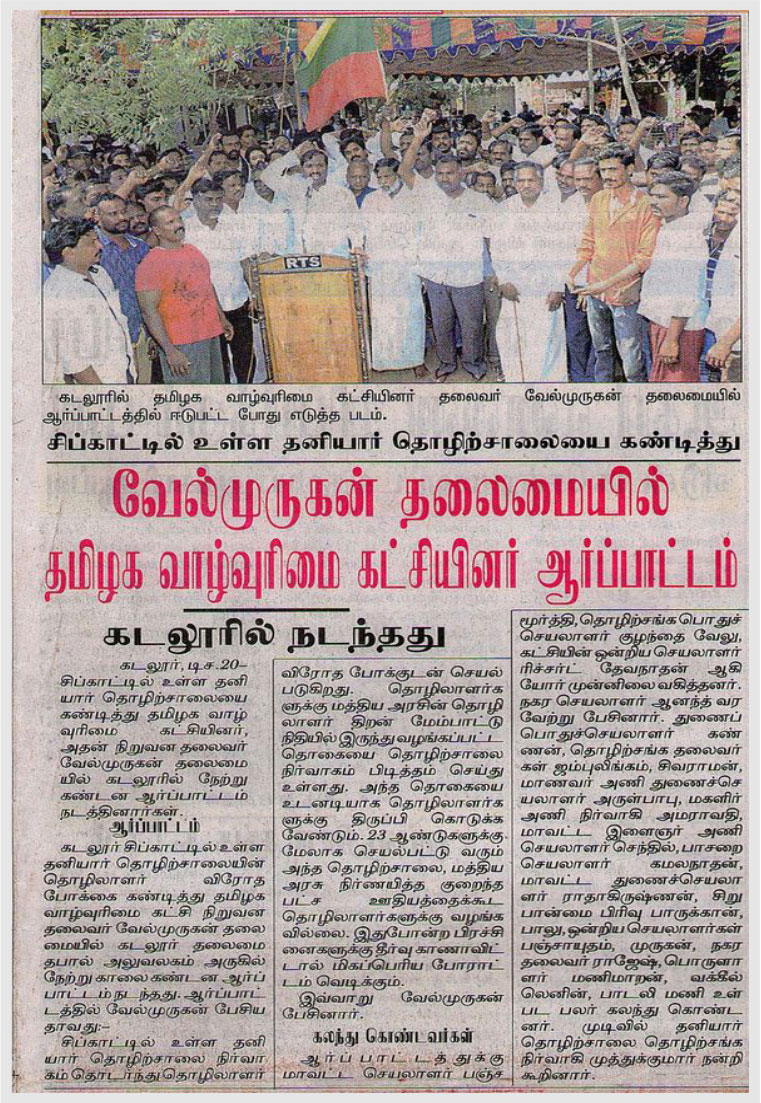 RTS
கடலூரில் தமிழக வாழ்வுரிமை கட்சியினர் தலைவர் வேல்முருகன் தலைமையில்
ஆர்ப்பாட்டத்தில் ஈடுபட்ட போது எடுத்த படம்.
சிப்காட்டில் உள்ள தனியார் தொழிற்சாலையை கண்டித்து
வேல்முருகன் தலைமையில்
தமிழக வாழ்வுரிமை கட்சியினர் ஆர்ப்பாட்டம்
கடலூரில் நடந்தது
கடலூர், டிச.20–
சிப்காட்டில் உள்ள தனி
யார் தொழிற்சாலையை
கண்டித்து தமிழக வாழ்
வுரிமை கட்சியினர்,
அதன் நிறுவன தலைவர்
வேல்முருகன் தலைமை
யில் கடலூரில் நேற்று
கண்டன ஆர்ப்பாட்டம்
நடத்தினார்கள்.
ஆர்ப்பாட்டம்
கடலூர் சிப்காட்டில் உள்ள
தனியார் தொழிற்சாலையின்
தொழிலாளர் விரோத
போக்கை கண்டித்து தமிழக
வாழ்வுரிமை கட்சி நிறுவன
தலைவர் வேல்முருகன் தலை
மையில் கடலூர் தலைமை
தபால் அலுவலகம் அருகில்
நேற்று காலை கண்டன ஆர்ப்
பாட்டம் நடந்தது. ஆர்ப்பாட்
டத்தில் வேல்முருகன் பேசிய
தாவது:–
சிப்காட்டில் உள்ள தனி
யார் தொழிற்சாலை நிர்வா
கம் தொடர்ந்து தொழிலாளர்
விரோத போக்குடன் செயல்
படுகிறது. தொழிலாளர்க
ளுக்கு மத்திய அரசின் தொழி
லாளர் திறன் மேம்பாட்டு
நிதியில் இருந்து வழங்கப்பட்ட
தொகையை தொழிற்சாலை
நிர்வாகம் பிடித்தம் செய்து
உள்ளது. அந்த தொகையை
உடனடியாக தொழிலாளர்க
ளுக்கு திருப்பி கொடுக்க
வேண்டும். 23 ஆண்டுகளுக்கு
மேலாக செயல்பட்டு வரும்
அந்த தொழிற்சாலை, மத்திய
அரசு நிர்ணயித்த குறைந்த
பட்ச ஊதியத்தைக்கூட
தொழிலாளர்களுக்கு வழங்க
வில்லை. இதுபோன்ற பிரச்சி
னைகளுக்கு தீர்வு காணாவிட்
டால் மிகப்பெரிய போராட்
டம் வெடிக்கும்.
இவ்வாறு வேல்முருகன்
பேசினார்.
கலந்து கொண்டவர்கள்
ஆர்ப்பாட்டத்துக்கு
மாவட்ட செயலாளர் பஞ்ச
மூர்த்தி, தொழிற்சங்க பொதுச்
செயலாளர் குழந்தை வேலு,
கட்சியின் ஒன்றிய செயலாளர்
ரிச்சர்ட் தேவநாதன் ஆகி
யோர் முன்னிலை வகித்தனர்.
நகர செயலாளர் ஆனந்த் வர
வேற்று பேசினார். துணைப்
பொதுச்செயலாளர் கண்
ணன், தொழிற்சங்க தலைவர்
கள் ஜம்புலிங்கம், சிவராமன்,
மாணவர் அணி துணைச்செ
யலாளர் அருள்பாபு, மகளிர்
அணி நிர்வாகி அமராவதி,
மாவட்ட இளைஞர் அணி
செயலாளர் செந்தில், பாசறை
செயலாளர் கமலநாதன்,
மாவட்ட துணைச்செயலா
ளர் ராதாகிருஷ்ணன், சிறு
பான்மை பிரிவு பாருக்கான்,
பாலு, ஒன்றிய செயலாளர்கள்
பஞ்சாயுதம், முருகன், நகர
தலைவர் ராஜேஷ், பொருளா
ளர் மணிமாறன், வக்கீல்
லெனின், பாடலி மணி உள்
பட பலர் கலந்து கொண்ட
னர். முடிவில் தனியார்
தொழிற்சாலை தொழிற்சங்க
நிர்வாகி முத்துக்குமார் நன்றி
கூறினார்.